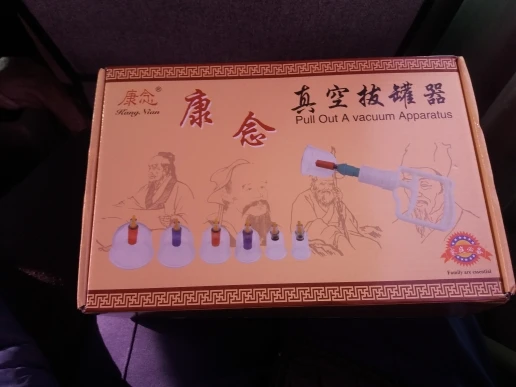 康念®
Kang Nian
康念
真空拔罐器
Pull Out A vacuum Apparatus
Family are essential